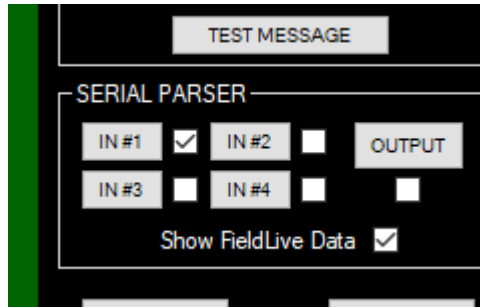 TEST MESSAGE
SERIAL PARSER
IN #1 IN #2 OUTPUT
IN #3 IN #4
Show FieldLive Data